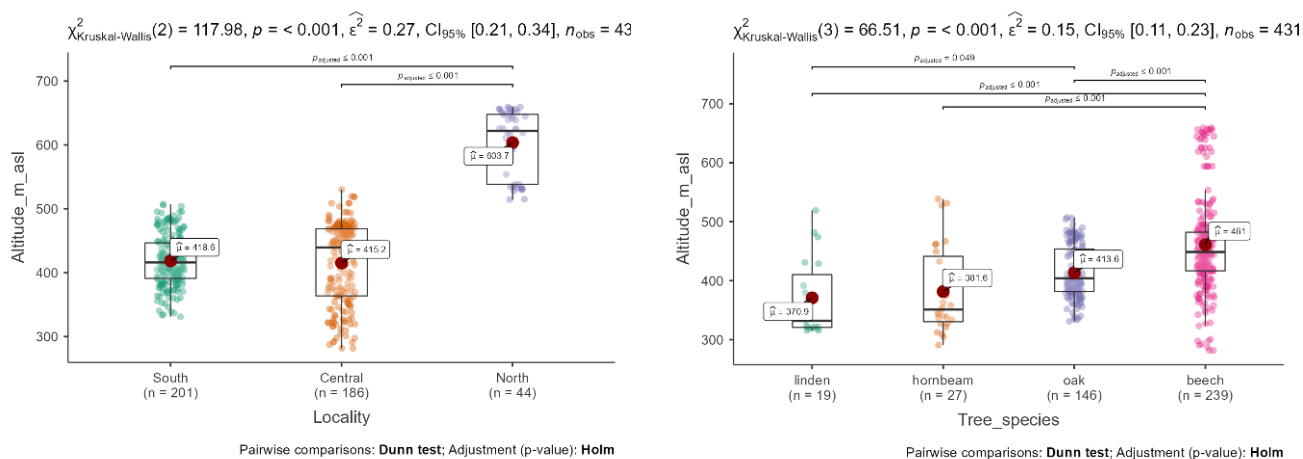 χ²Kruskal-Wallis(2) = 117.98, p = < 0.001, ε̂² = 0.27, CI95% [0.21, 0.34], nobs = 43
padjusted ≤ 0.001
padjusted ≤ 0.001
700
600
500
400
300
Altitude_m_asl
μ̂ = 418.6
μ̂ = 415.2
μ̂ = 603.7
South
(n = 201)
Central
(n = 186)
North
(n = 44)
Locality
Pairwise comparisons: Dunn test; Adjustment (p-value): Holm
χ²Kruskal-Wallis(3) = 66.51, p = < 0.001, ε̂² = 0.15, CI95% [0.11, 0.23], nobs = 431
padjusted = 0.049
padjusted ≤ 0.001
padjusted ≤ 0.001
padjusted ≤ 0.001
700
600
500
400
300
Altitude_m_asl
μ̂ = 370.9
μ̂ = 381.6
μ̂ = 413.6
μ̂ = 461
linden
(n = 19)
hornbeam
(n = 27)
oak
(n = 146)
beech
(n = 239)
Tree_species
Pairwise comparisons: Dunn test; Adjustment (p-value): Holm